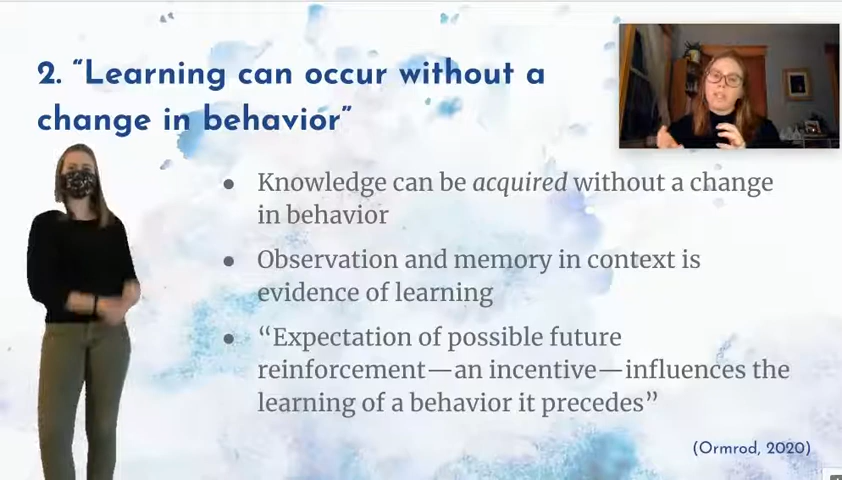 2. “Learning can occur without a
change in behavior”
● Knowledge can be acquired without a change
in behavior
● Observation and memory in context is
evidence of learning
● “Expectation of possible future
reinforcement—an incentive—influences the
learning of a behavior it precedes”
(Ormrod, 2020)